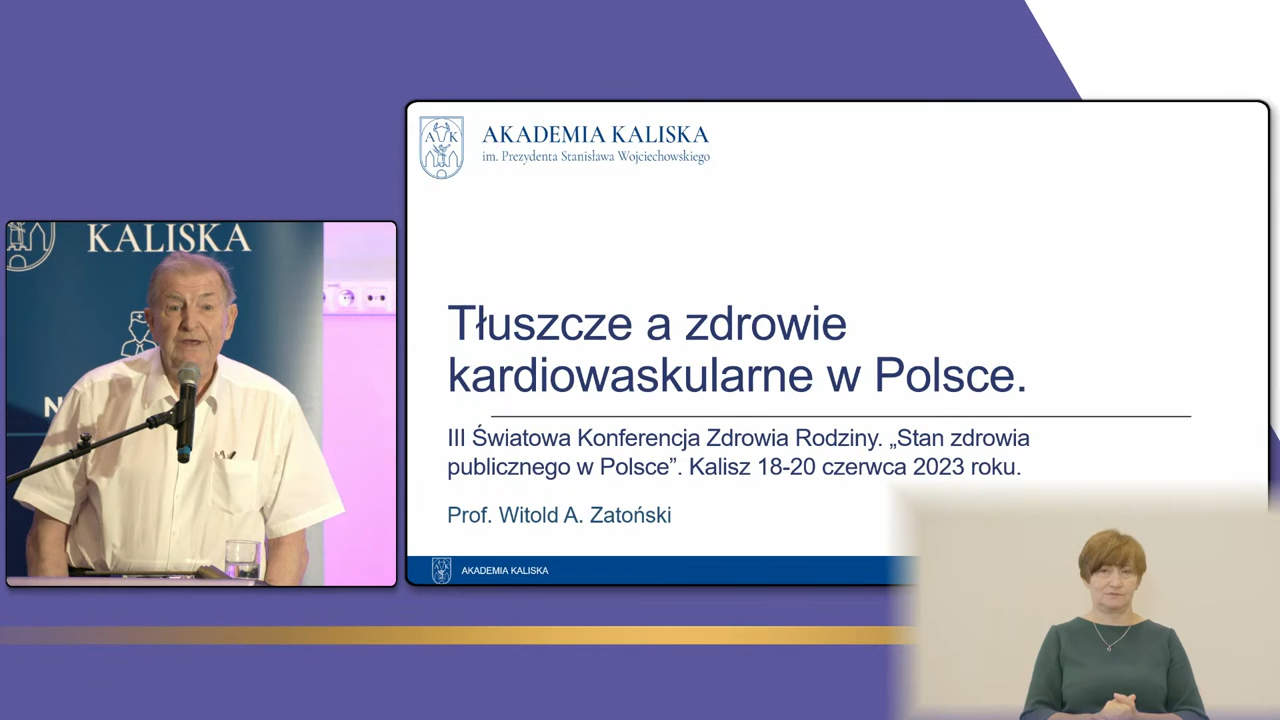 AKADEMIA KALISKA
im. Prezydenta Stanisława Wojciechowskiego
A K
KALISKA
N
Tłuszcze a zdrowie
kardiowaskularne w Polsce.
III Światowa Konferencja Zdrowia Rodziny. „Stan zdrowia
publicznego w Polsce”. Kalisz 18-20 czerwca 2023 roku.
Prof. Witold A. Zatoński
AKADEMIA KALISKA